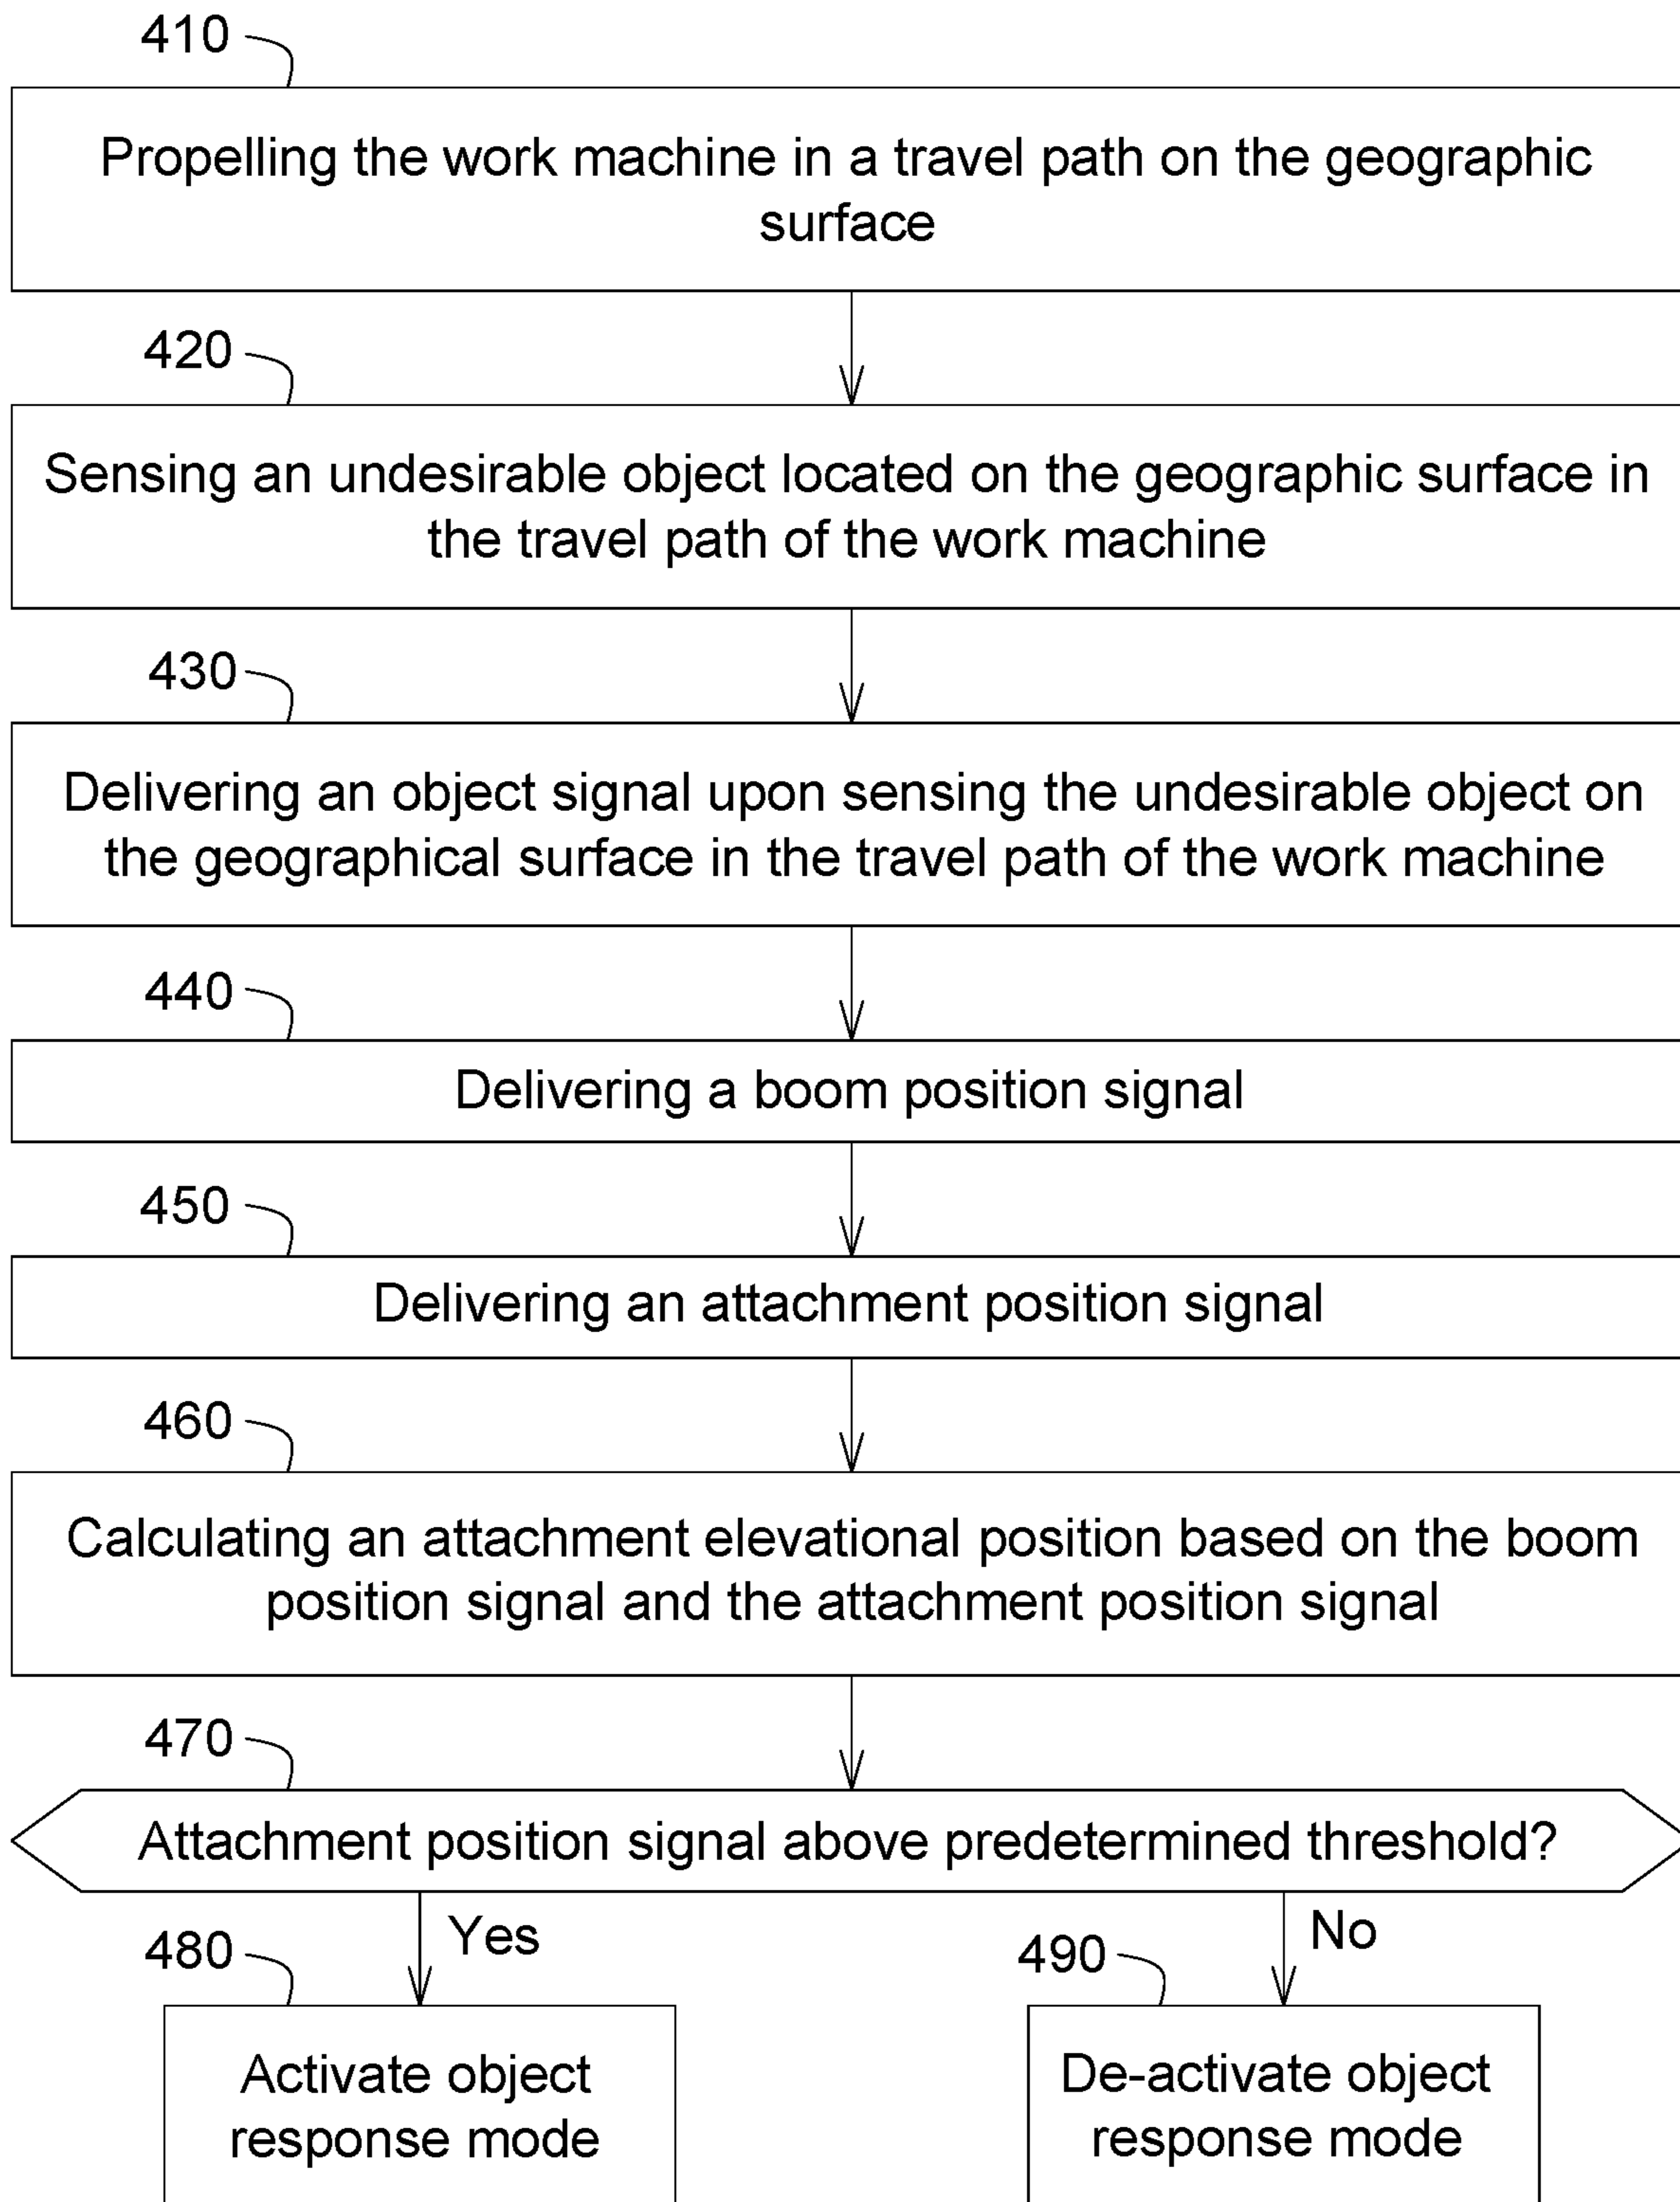 410
Propelling the work machine in a travel path on the geographic
surface
420
Sensing an undesirable object located on the geographic surface in
the travel path of the work machine
430
Delivering an object signal upon sensing the undesirable object on
the geographical surface in the travel path of the work machine
440
Delivering a boom position signal
450
Delivering an attachment position signal
460
Calculating an attachment elevational position based on the boom
position signal and the attachment position signal
470
Attachment position signal above predetermined threshold?
Yes
No
480
Activate object
response mode
490
De-activate object
response mode